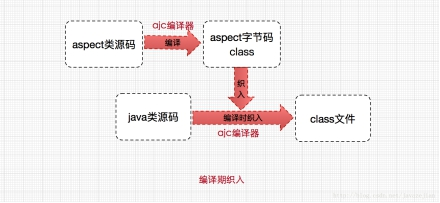 ajc编译器
aspect类源码
编译
aspect字节码
class
织
入
java类源码
编译时织入
class文件
ajc编译器
编译期织入